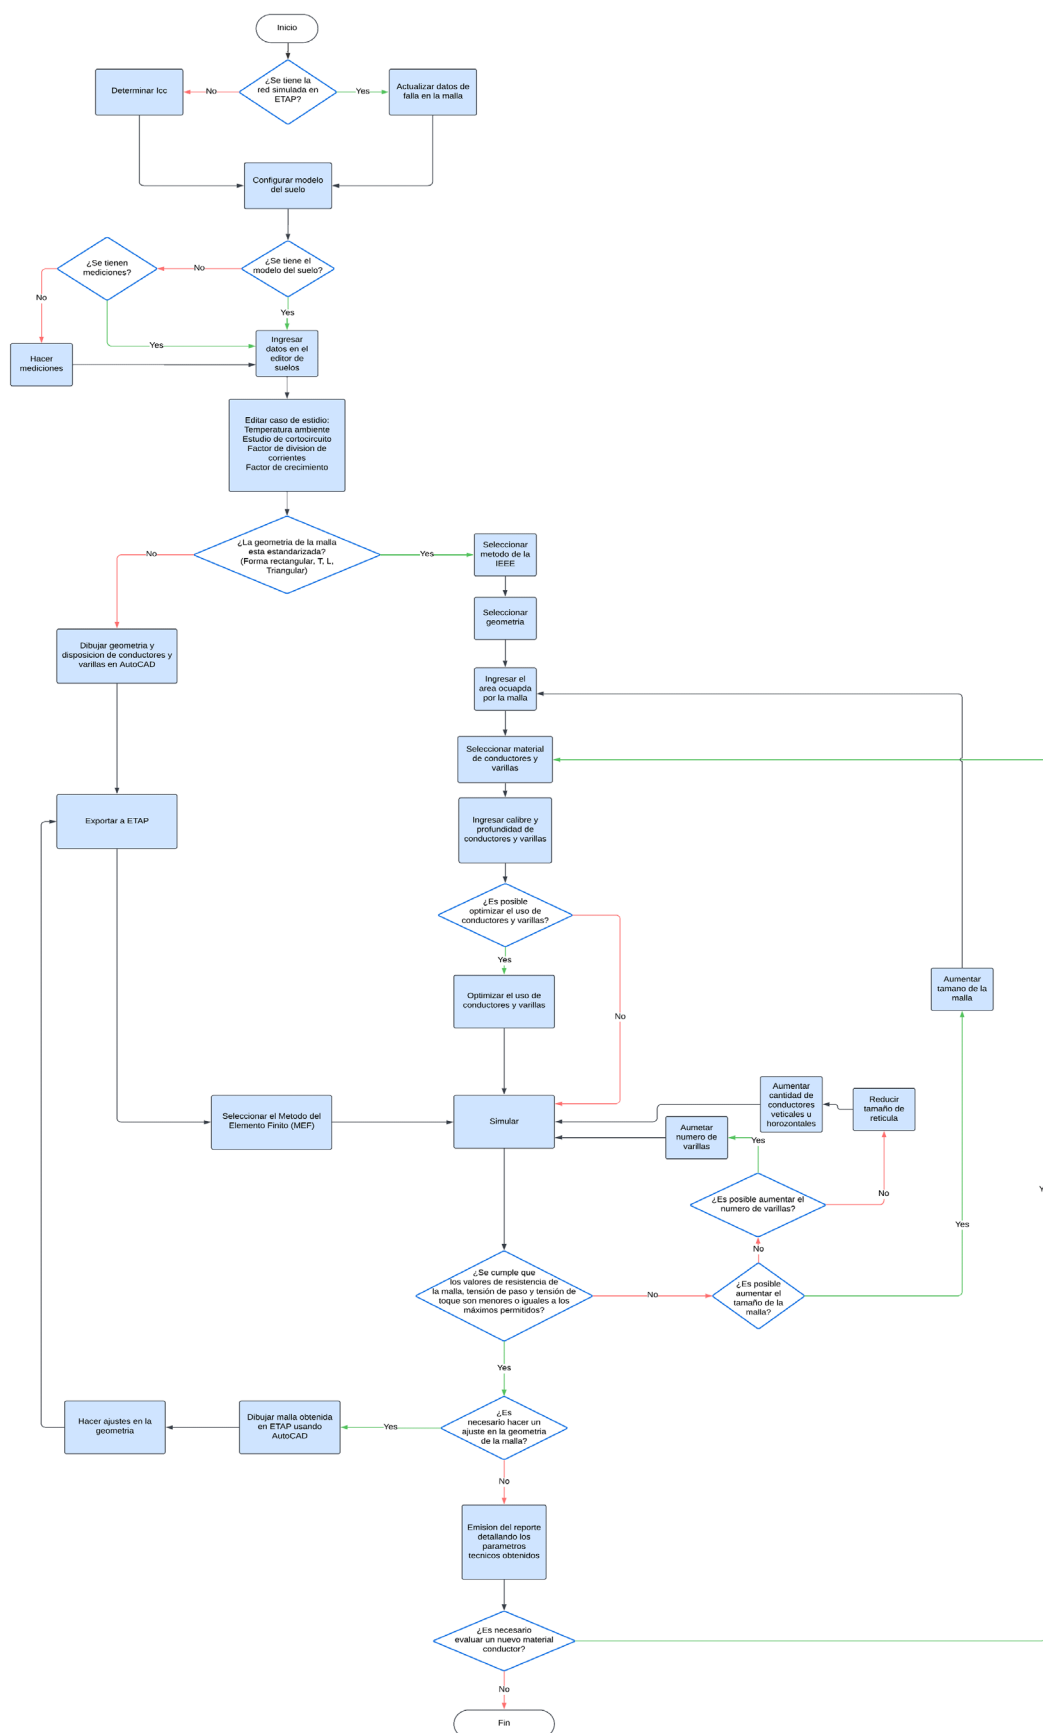 Inicio
¿Se tiene la
red simulada en
ETAP?
No
Yes
Determinar Icc
Actualizar datos de
falla en la malla
Configurar modelo
del suelo
¿Se tiene el
modelo del suelo?
No
¿Se tienen
mediciones?
No
Yes
Yes
Hacer
mediciones
Ingresar
datos en el
editor de
suelos
Editar caso de estidio:
Temperatura ambiente
Estudio de cortocircuito
Factor de division de
corrientes
Factor de crecimiento
¿La geometria de la malla
esta estandarizada?
(Forma rectangular, T, L,
Triangular)
No
Yes
Seleccionar
metodo de la
IEEE
Seleccionar
geometria
Dibujar geometria y
disposicion de conductores y
varillas en AutoCAD
Ingresar el
area ocuapda
por la malla
Seleccionar material
de conductores y
varillas
Exportar a ETAP
Ingresar calibre y
profundidad de
conductores y varillas
¿Es posible
optimizar el uso de
conductores y varillas?
Yes
No
Optimizar el uso de
conductores y varillas
Aumentar
tamano de la
malla
Seleccionar el Metodo del
Elemento Finito (MEF)
Simular
Aumentar
cantidad de
conductores
veticales u
horozontales
Reducir
tamaño de
reticula
Aumetar
numero de
varillas
Yes
¿Es posible aumentar el
numero de varillas?
No
Y
Yes
No
¿Se cumple que
los valores de resistencia de
la malla, tensión de paso y tensión de
toque son menores o iguales a los
máximos permitidos?
No
¿Es posible
aumentar el
tamaño de la
malla?
Yes
¿Es
necesario hacer un
ajuste en la geometria
de la malla?
Yes
Dibujar malla obtenida
en ETAP usando
AutoCAD
Hacer ajustes en la
geometria
No
Emision del reporte
detallando los
parametros
tecnicos obtenidos
¿Es necesario
evaluar un nuevo material
conductor?
No
Fin